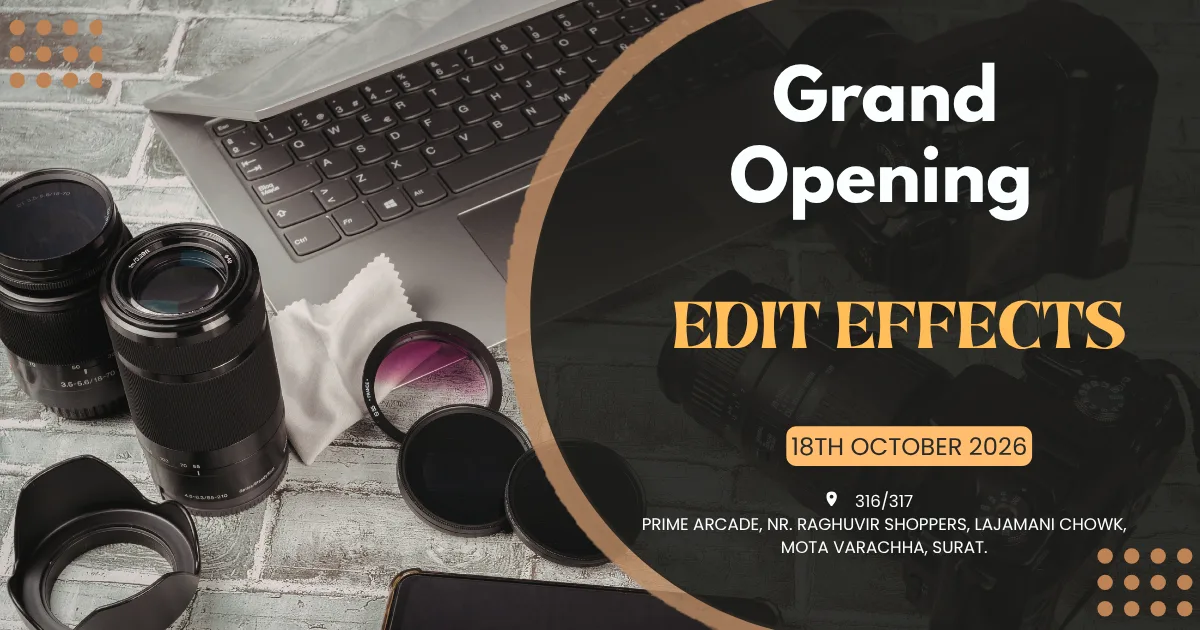 Grand
Opening
EDIT EFFECTS
18TH OCTOBER 2026
316/317
PRIME ARCADE, NR. RAGHUVIR SHOPPERS, LAJAMANI CHOWK,
MOTA VARACHHA, SURAT.